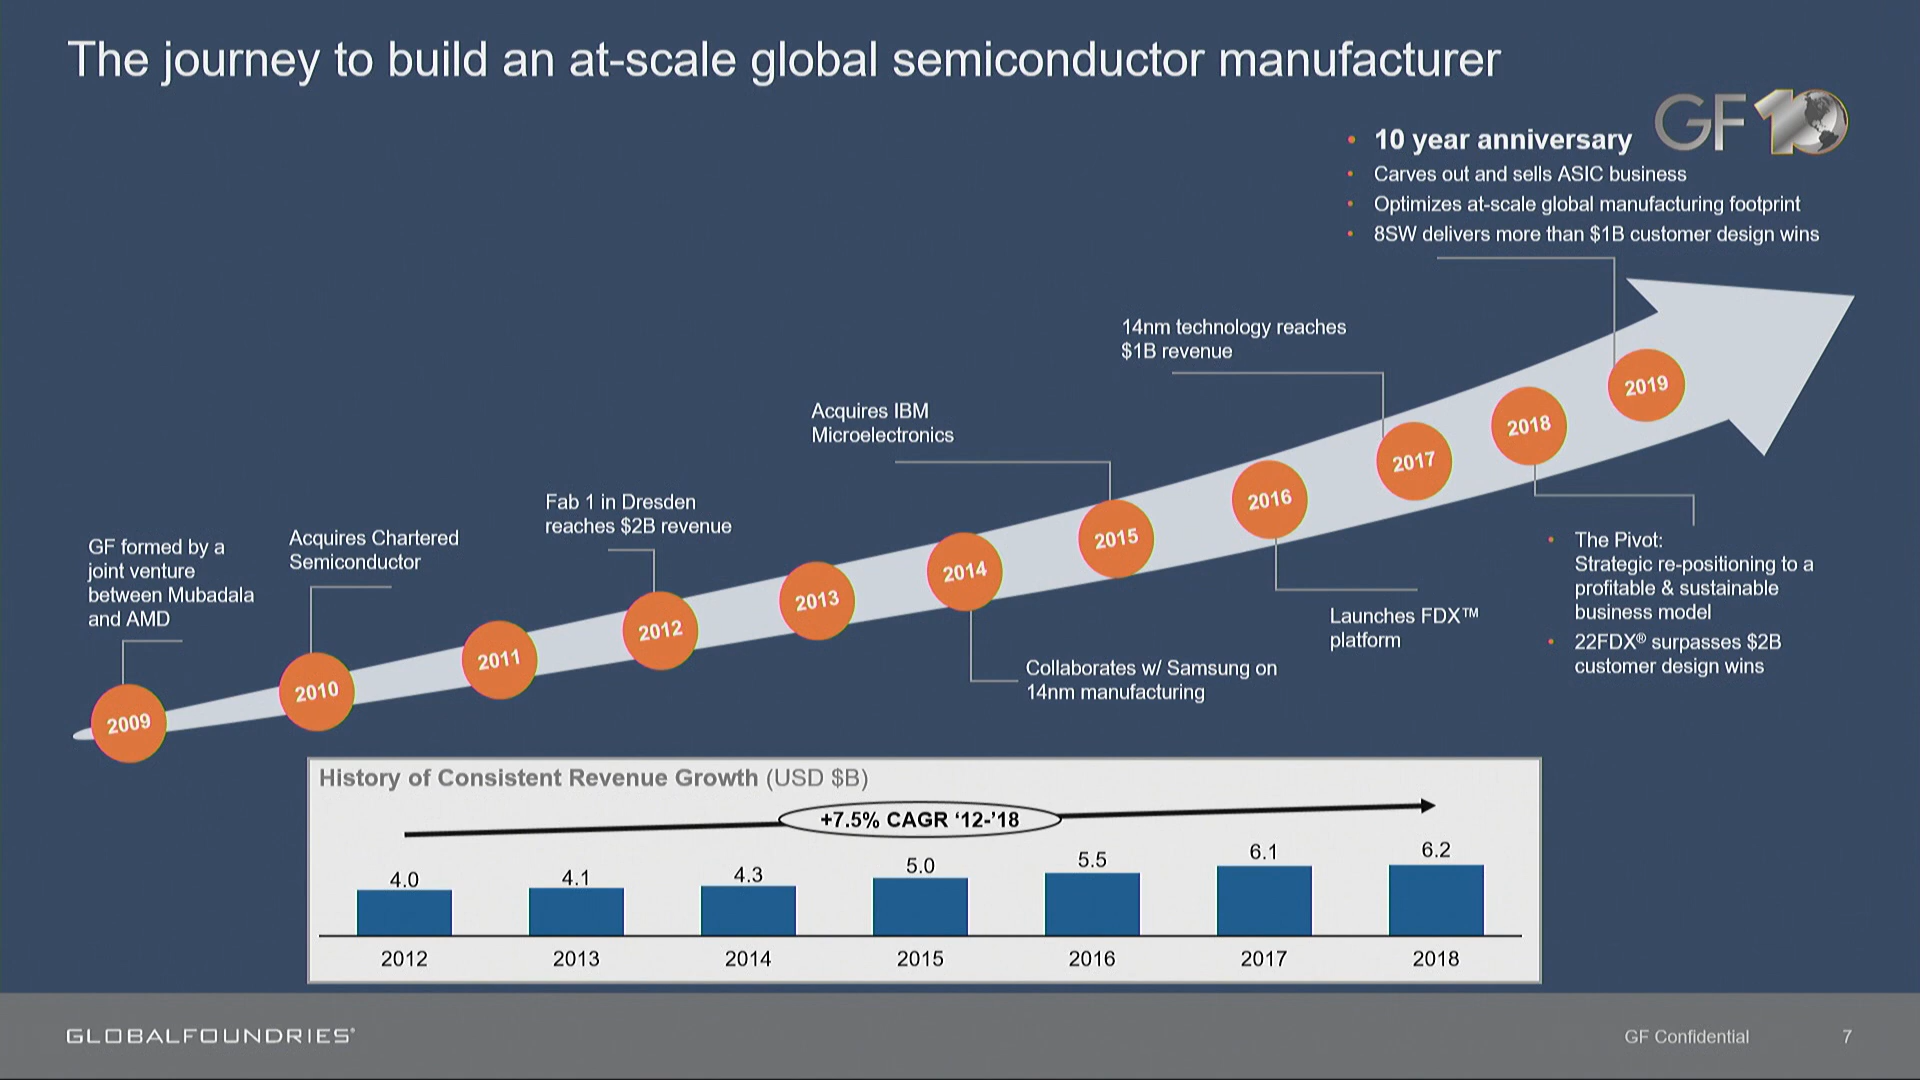 The journey to build an at-scale global semiconductor manufacturer
GF10
• 10 year anniversary
• Carves out and sells ASIC business
• Optimizes at-scale global manufacturing footprint
• 8SW delivers more than $1B customer design wins
14nm technology reaches
$1B revenue
Acquires IBM
Microelectronics
Fab 1 in Dresden
reaches $2B revenue
Acquires Chartered
Semiconductor
GF formed by a
joint venture
between Mubadala
and AMD
2009
2010
2011
2012
2013
2014
2015
2016
2017
2018
2019
Collaborates w/ Samsung on
14nm manufacturing
Launches FDX™
platform
• The Pivot:
Strategic re-positioning to a
profitable & sustainable
business model
• 22FDX® surpasses $2B
customer design wins
History of Consistent Revenue Growth (USD $B)
+7.5% CAGR ‘12-’18
4.0 4.1 4.3 5.0 5.5 6.1 6.2
2012 2013 2014 2015 2016 2017 2018
GLOBALFOUNDRIES®
GF Confidential
7